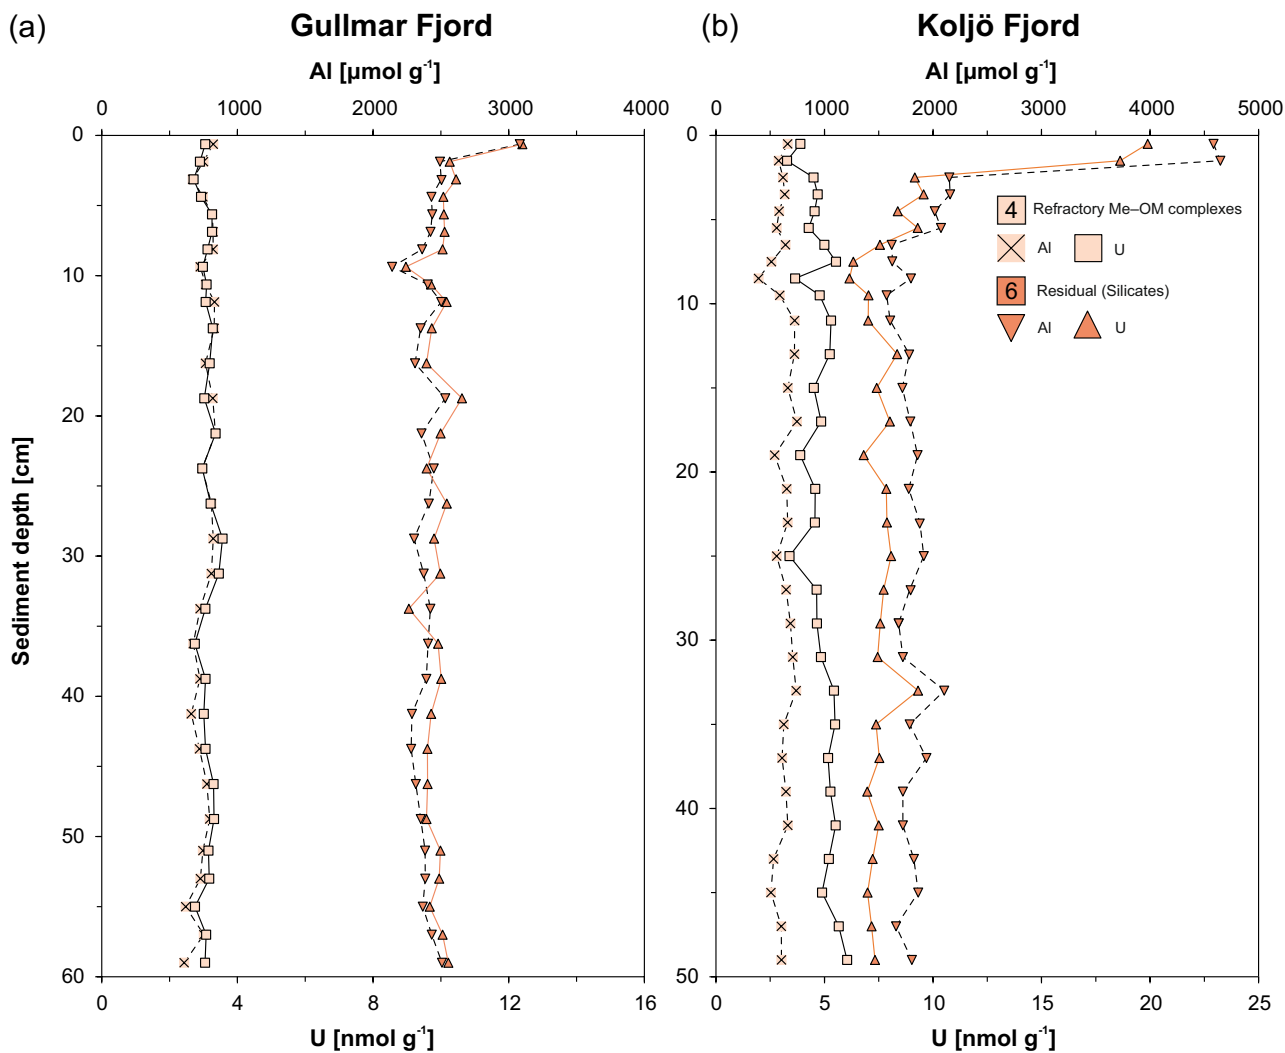 (a)
Gullmar Fjord
Al [µmol g⁻¹]
0 1000 2000 3000 4000
0
10
20
30
40
50
60
Sediment depth [cm]
0 4 8 12 16
U [nmol g⁻¹]
(b)
Koljö Fjord
Al [µmol g⁻¹]
0 1000 2000 3000 4000 5000
0
10
20
30
40
50
4 Refractory Me–OM complexes
Al U
6 Residual (Silicates)
Al U
0 5 10 15 20 25
U [nmol g⁻¹]